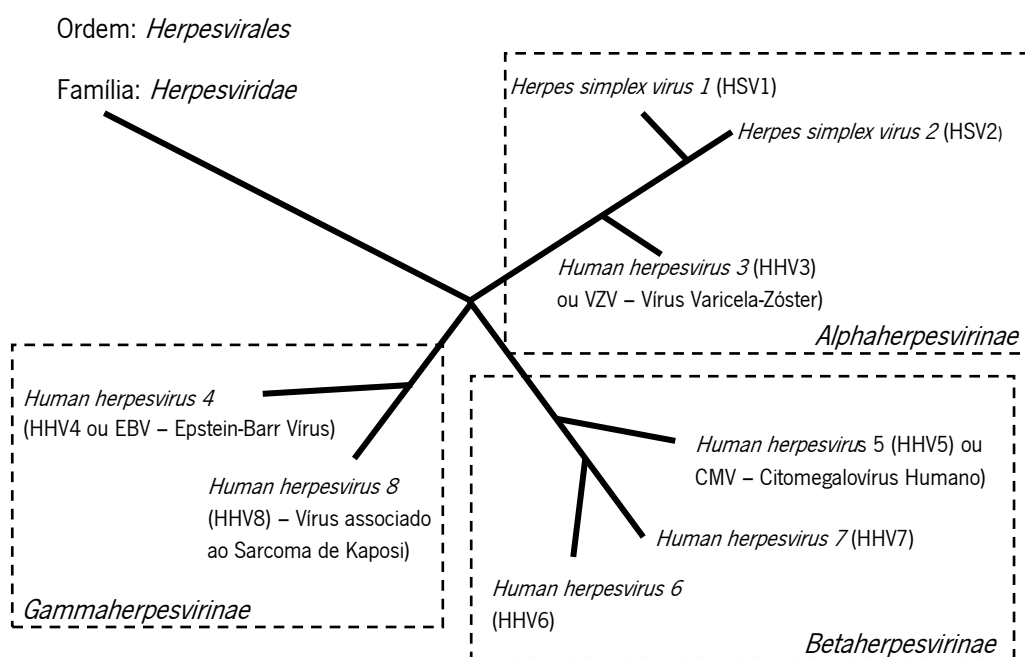 Ordem: Herpesvirales
Família: Herpesviridae
Herpes simplex virus 1 (HSV1)
Herpes simplex virus 2 (HSV2)
Human herpesvirus 3 (HHV3)
ou VZV – Vírus Varicela-Zóster)
Alphaherpesvirinae
Human herpesvirus 4
(HHV4 ou EBV – Epstein-Barr Vírus)
Human herpesvirus 8
(HHV8) – Vírus associado
ao Sarcoma de Kaposi)
Gammaherpesvirinae
Human herpesvirus 5 (HHV5) ou
CMV – Citomegalovírus Humano)
Human herpesvirus 7 (HHV7)
Human herpesvirus 6
(HHV6)
Betaherpesvirinae